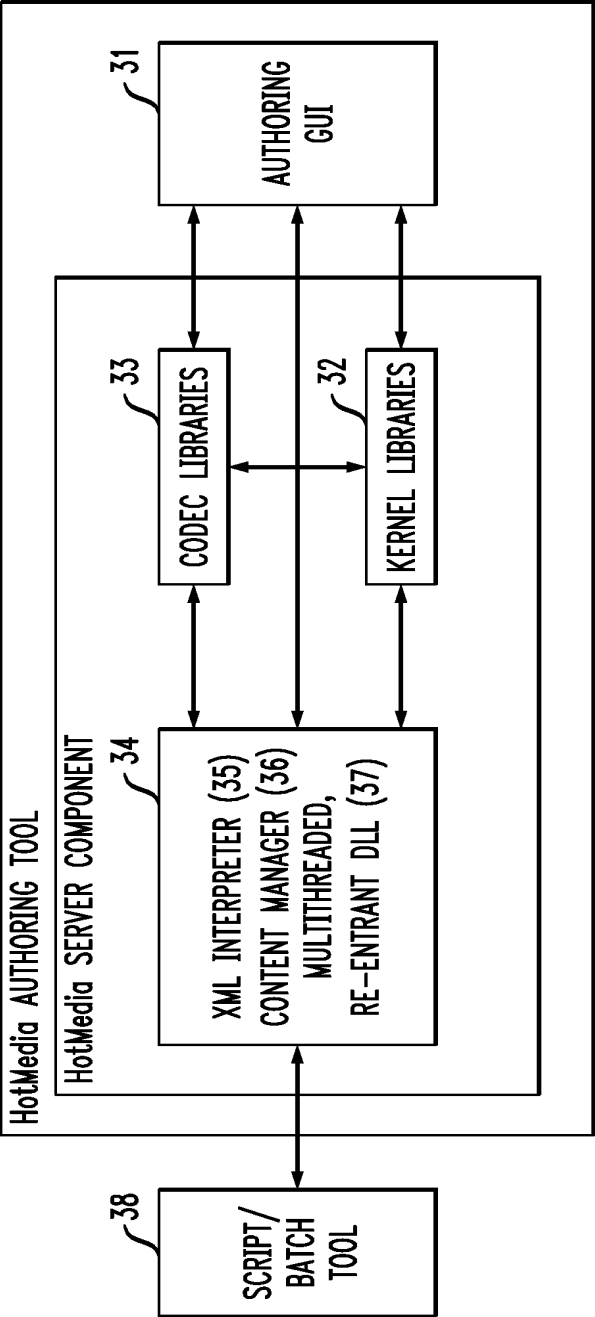 HotMedia AUTHORING TOOL
HotMedia SERVER COMPONENT
38
SCRIPT/
BATCH
TOOL
34
XML INTERPRETER (35)
CONTENT MANAGER (36)
MULTITHREADED,
RE-ENTRANT DLL (37)
33
CODEC LIBRARIES
32
KERNEL LIBRARIES
31
AUTHORING
GUI